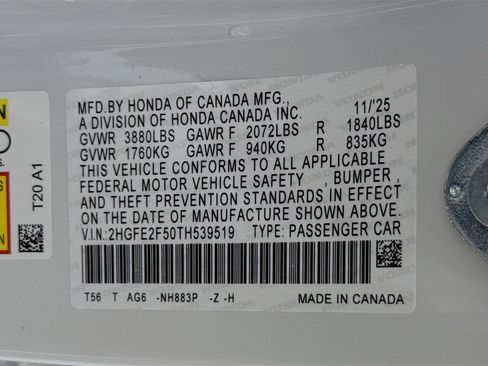 MFD.BY HONDA OF CANADA MFG., 11/'25
A DIVISION OF HONDA CANADA INC.
GVWR 3880LBS GAWR F 2072LBS R 1840LBS
GVWR 1760KG GAWR F 940KG R 835KG
THIS VEHICLE CONFORMS TO ALL APPLICABLE
FEDERAL MOTOR VEHICLE SAFETY , BUMPER ,
AND THEFT PREVENTION STANDARDS IN EFFECT
ON THE DATE OF MANUFACTURE SHOWN ABOVE.
V.I.N:2HGFE2F50TH539519 TYPE: PASSENGER CAR
T56 T AG6 -NH883P -Z -H MADE IN CANADA
T20 A1